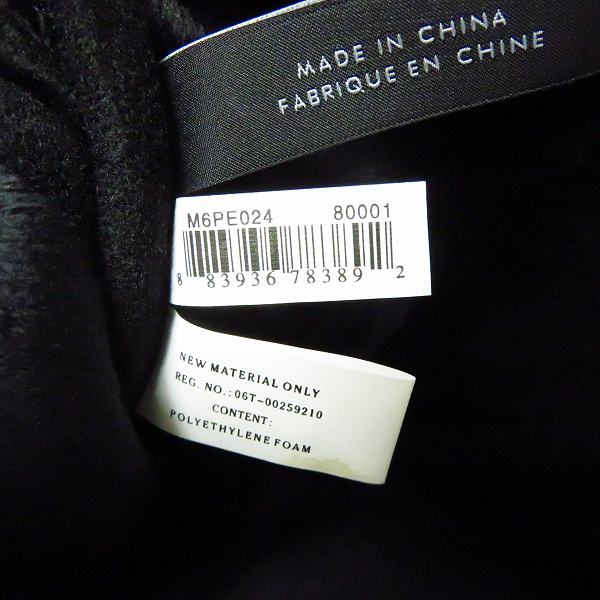 MADE IN CHINA
FABRIQUE EN CHINE
M6PE024 80001
8 83936 78389 2
NEW MATERIAL ONLY
REG. NO.:06T-00259210
CONTENT:
POLYETHYLENE FOAM